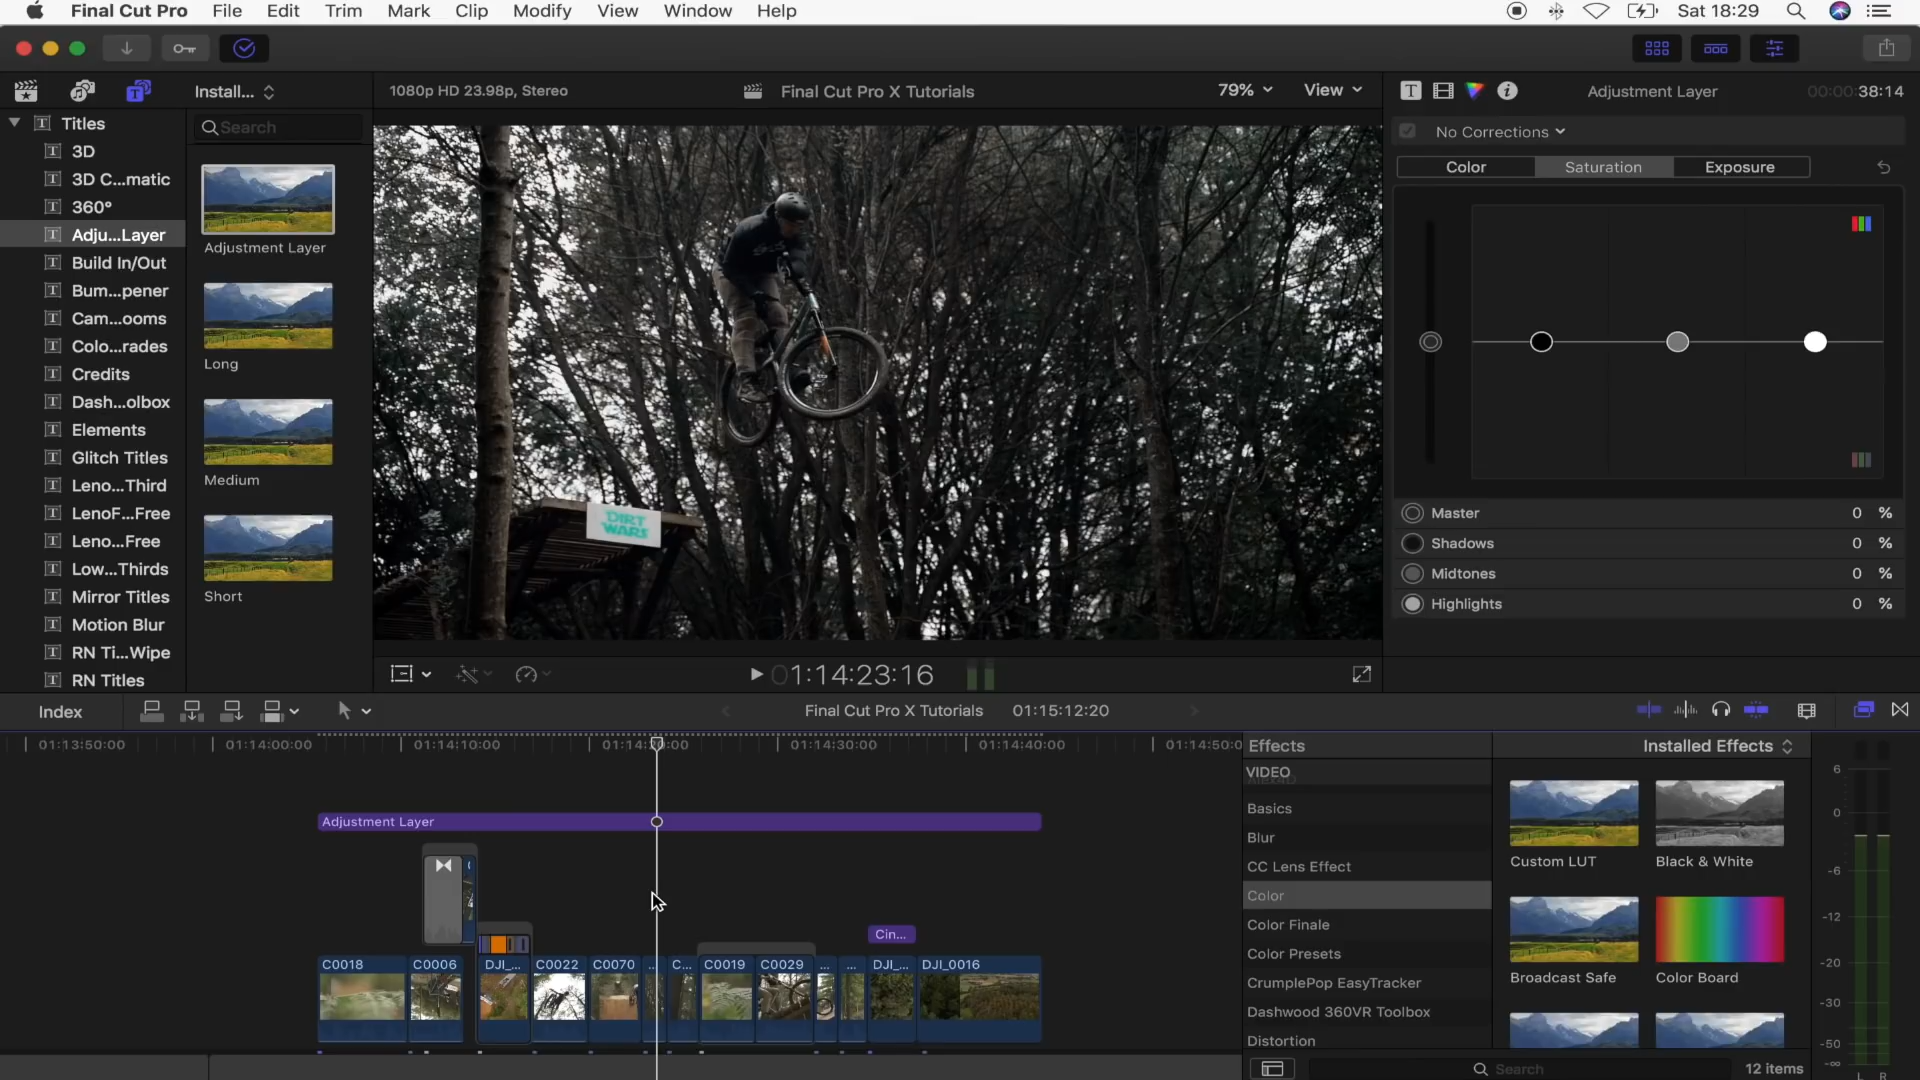 Final Cut Pro File Edit Trim Mark Clip Modify View Window Help Sat 18:29
Install...
1080p HD 23.98p, Stereo
Final Cut Pro X Tutorials
79% View
Adjustment Layer
00:00:38:14
Titles
3D
3D C...matic
360°
Adju...Layer
Build In/Out
Bum...pener
Cam...ooms
Colo...rades
Credits
Dash...olbox
Elements
Glitch Titles
Leno...Third
LenoF...Free
Leno...Free
Low...Thirds
Mirror Titles
Motion Blur
RN Ti...Wipe
RN Titles
Search
Adjustment Layer
Long
Medium
Short
DIRT
WARS
No Corrections
Color Saturation Exposure
Master 0 %
Shadows 0 %
Midtones 0 %
Highlights 0 %
01:14:23:16
Index
Final Cut Pro X Tutorials 01:15:12:20
01:13:50:00 01:14:00:00 01:14:10:00 01:14:20:00 01:14:30:00 01:14:40:00 01:14:50:0
Adjustment Layer
Cin...
C0018 C0006 DJI_... C0022 C0070 ... C... C0019 C0029 ... ... DJI_... DJI_0016
Effects
Installed Effects
VIDEO
Basics
Blur
CC Lens Effect
Color
Color Finale
Color Presets
CrumplePop EasyTracker
Dashwood 360VR Toolbox
Distortion
Custom LUT
Black & White
Broadcast Safe
Color Board
Search
12 items
6
0
-6
-12
-20
-30
-50
-∞
L R